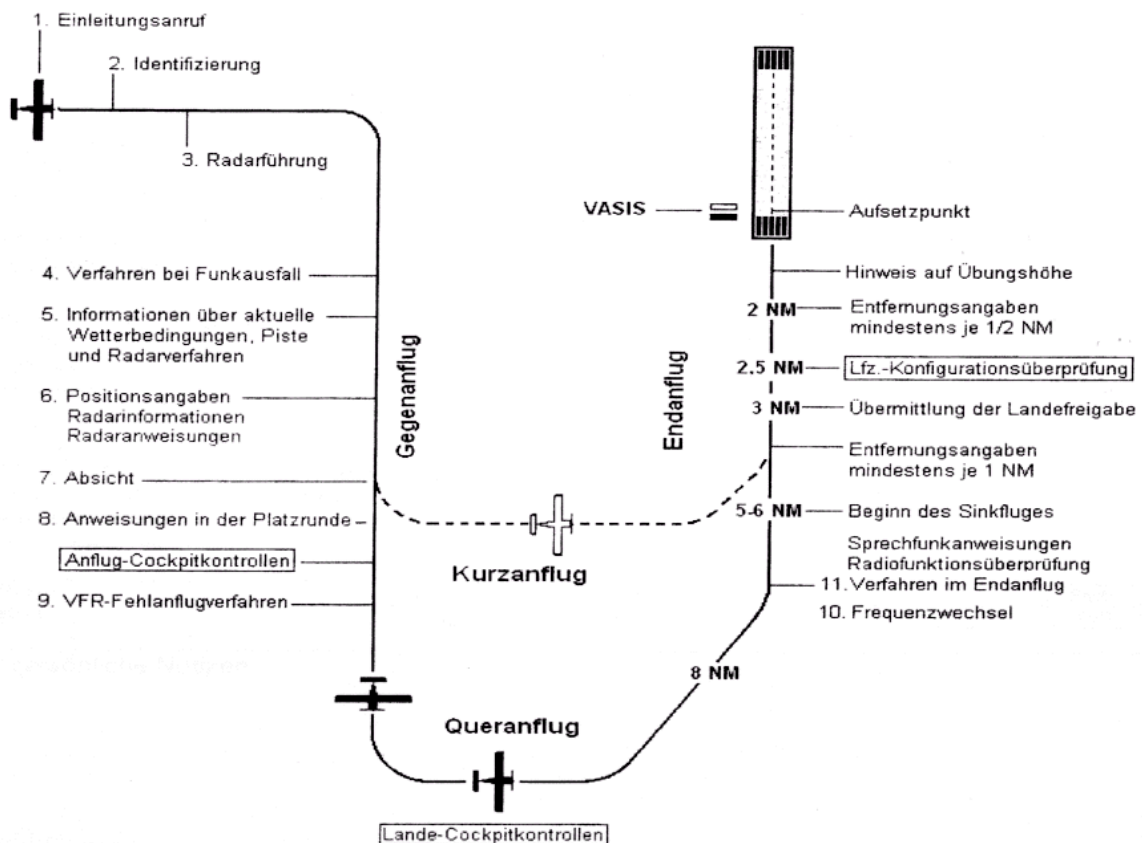 1. Einleitungsanruf
2. Identifizierung
3. Radarführung
4. Verfahren bei Funkausfall
5. Informationen über aktuelle
Wetterbedingungen, Piste
und Radarverfahren
6. Positionsangaben
Radarinformationen
Radaranweisungen
7. Absicht
8. Anweisungen in der Platzrunde
Anflug-Cockpitkontrollen
9. VFR-Fehlanflugverfahren
Gegenanflug
Kurzanflug
Queranflug
Lande-Cockpitkontrollen
Endanflug
VASIS
Aufsetzpunkt
Hinweis auf Übungshöhe
2 NM
Entfernungsangaben
mindestens je 1/2 NM
2.5 NM
Lfz.-Konfigurationsüberprüfung
3 NM
Übermittlung der Landefreigabe
Entfernungsangaben
mindestens je 1 NM
5-6 NM
Beginn des Sinkfluges
Sprechfunkanweisungen
Radiofunktionsüberprüfung
11. Verfahren im Endanflug
10. Frequenzwechsel
8 NM